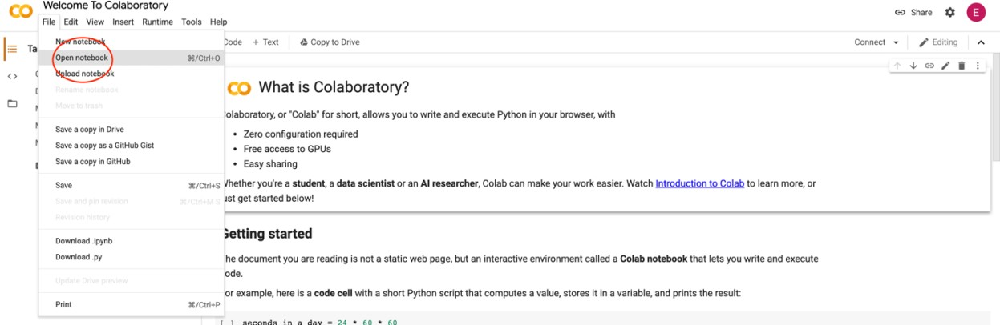 Welcome To Colaboratory
File Edit View Insert Runtime Tools Help
Share
E
New notebook
Open notebook ⌘/Ctrl+O
Upload notebook
Rename notebook
Move to trash
Save a copy in Drive
Save a copy as a GitHub Gist
Save a copy in GitHub
Save ⌘/Ctrl+S
Save and pin revision ⌘/Ctrl+M S
Revision history
Download .ipynb
Download .py
Update Drive preview
Print ⌘/Ctrl+P
Code + Text Copy to Drive
Connect Editing
What is Colaboratory?
olaboratory, or "Colab" for short, allows you to write and execute Python in your browser, with
• Zero configuration required
• Free access to GPUs
• Easy sharing
Whether you're a student, a data scientist or an AI researcher, Colab can make your work easier. Watch Introduction to Colab to learn more, or
ust get started below!
Getting started
The document you are reading is not a static web page, but an interactive environment called a Colab notebook that lets you write and execute
ode.
For example, here is a code cell with a short Python script that computes a value, stores it in a variable, and prints the result:
[ ] seconds in a day = 24 * 60 * 60